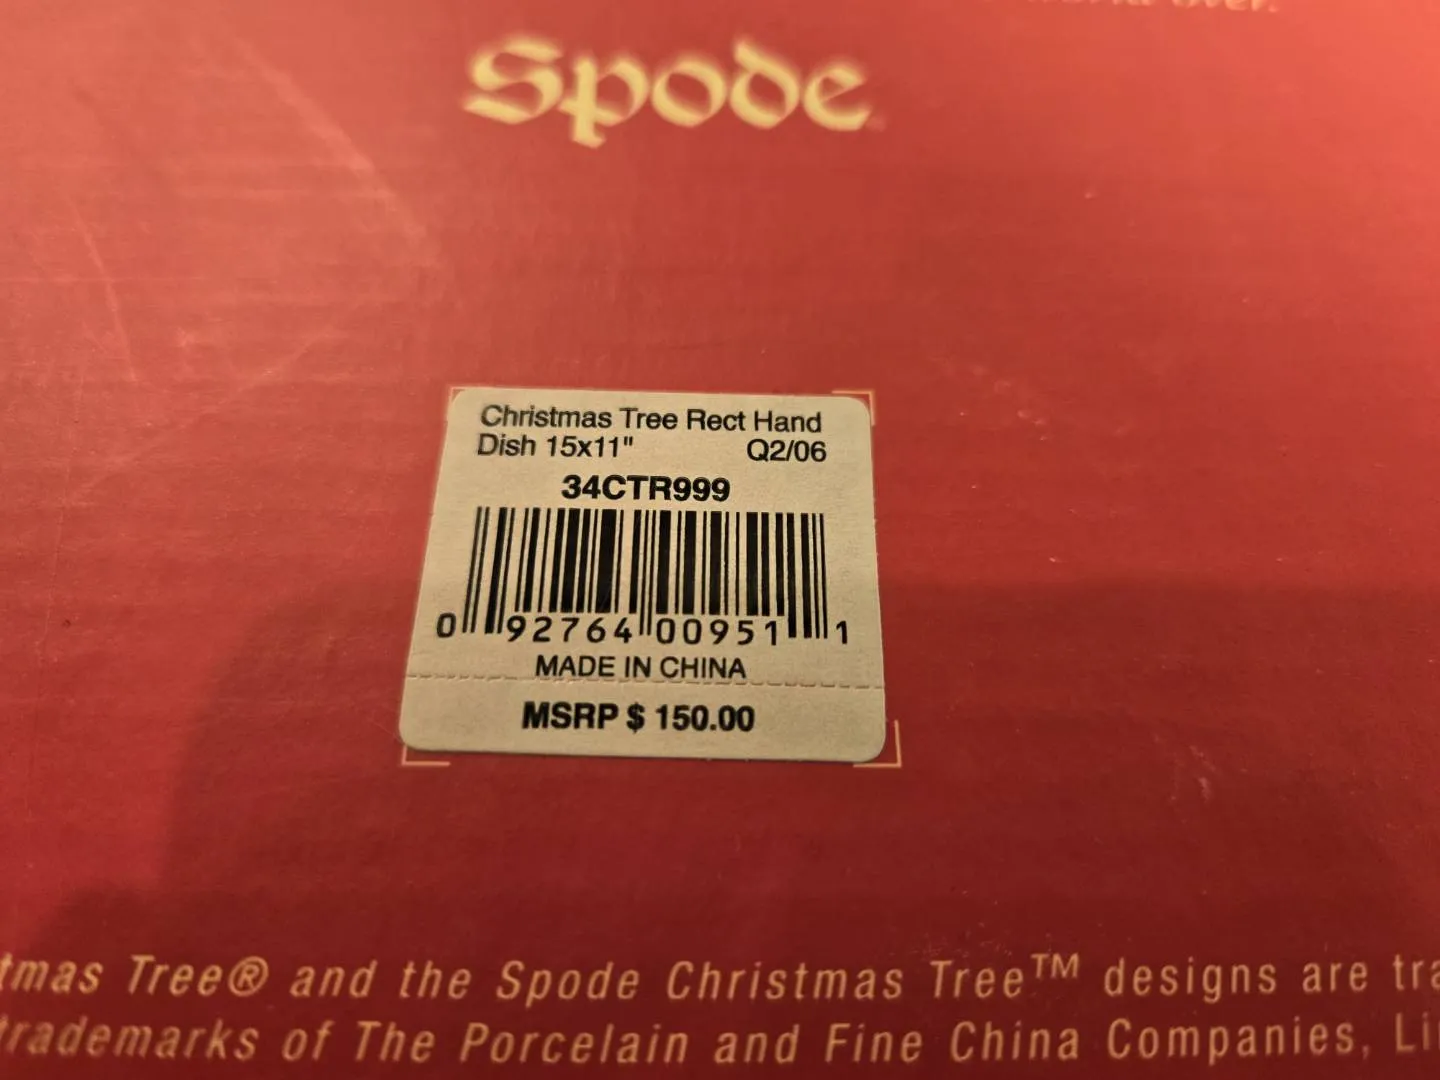 over.
Spode
Christmas Tree Rect Hand
Dish 15x11" Q2/06
34CTR999
0 92764 00951 1
MADE IN CHINA
MSRP $ 150.00
tmas Tree® and the Spode Christmas Tree™ designs are tra
trademarks of The Porcelain and Fine China Companies, Li